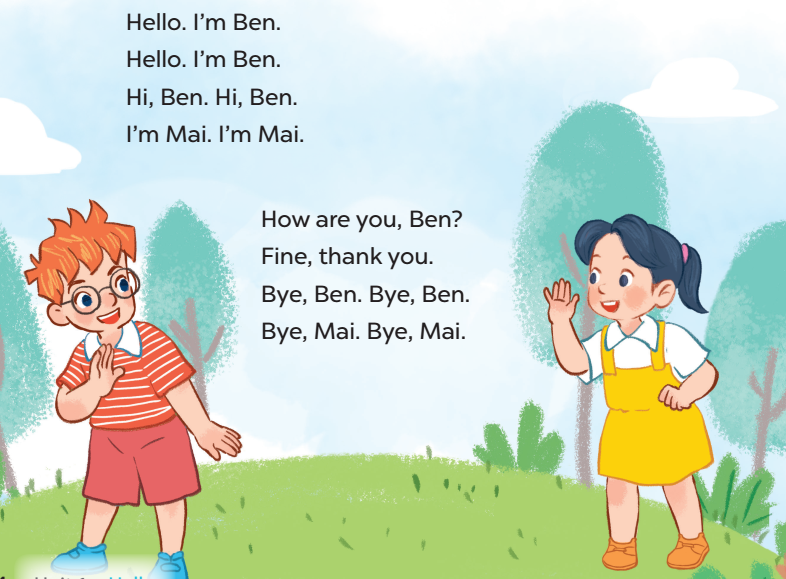 Hello. I'm Ben.
Hello. I'm Ben.
Hi, Ben. Hi, Ben.
I'm Mai. I'm Mai.
How are you, Ben?
Fine, thank you.
Bye, Ben. Bye, Ben.
Bye, Mai. Bye, Mai.